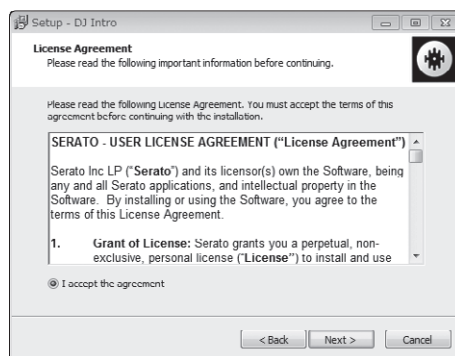 Setup - DJ Intro
License Agreement
Please read the following important information before continuing.
Please read the following License Agreement. You must accept the terms of this
agreement before continuing with the installation.
SERATO - USER LICENSE AGREEMENT ("License Agreement")
Serato Inc LP ("Serato") and its licensor(s) own the Software, being
any and all Serato applications, and intellectual property in the
Software. By installing or using the Software, you agree to the
terms of this License Agreement.
1. Grant of License: Serato grants you a perpetual, non-
exclusive, personal license ("License") to install and use
I accept the agreement
< Back Next > Cancel